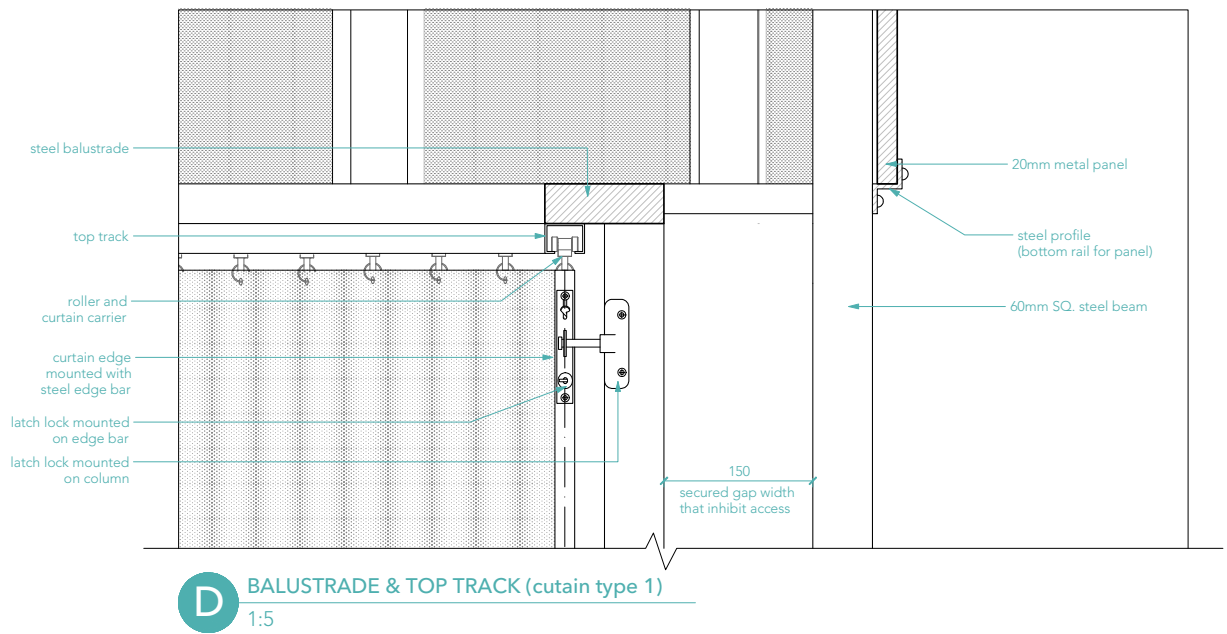 steel balustrade
top track
roller and
curtain carrier
curtain edge
mounted with
steel edge bar
latch lock mounted
on edge bar
latch lock mounted
on column
20mm metal panel
steel profile
(bottom rail for panel)
60mm SQ. steel beam
150
secured gap width
that inhibit access
D
BALUSTRADE & TOP TRACK (cutain type 1)
1:5